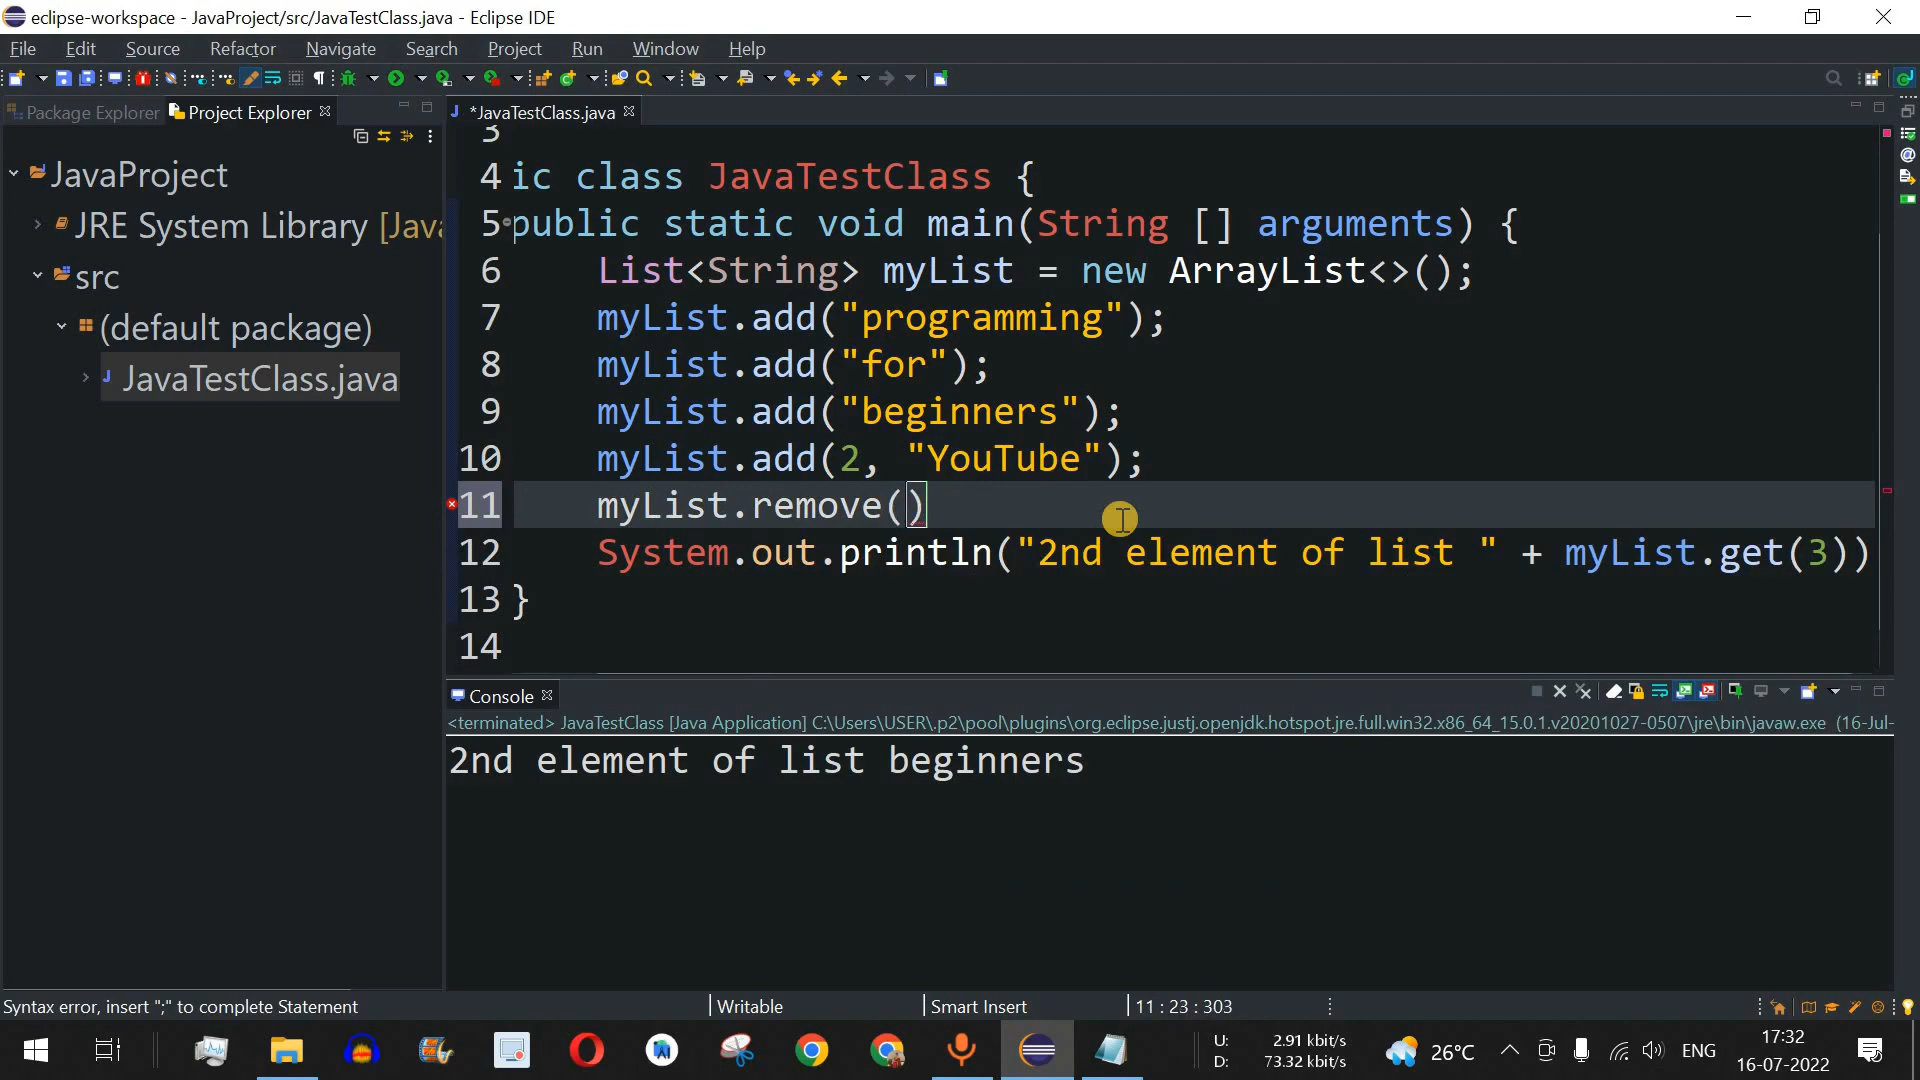 eclipse-workspace - JavaProject/src/JavaTestClass.java - Eclipse IDE
File Edit Source Refactor Navigate Search Project Run Window Help
Package Explorer Project Explorer *JavaTestClass.java
JavaProject
JRE System Library [Java
src
(default package)
JavaTestClass.java
3
4 ic class JavaTestClass {
5 public static void main(String [] arguments) {
6 List<String> myList = new ArrayList<>();
7 myList.add("programming");
8 myList.add("for");
9 myList.add("beginners");
10 myList.add(2, "YouTube");
11 myList.remove()
12 System.out.println("2nd element of list " + myList.get(3))
13 }
14
Console
<terminated> JavaTestClass [Java Application] C:\Users\USER\.p2\pool\plugins\org.eclipse.justj.openjdk.hotspot.jre.full.win32.x86_64_15.0.1.v20201027-0507\jre\bin\javaw.exe (16-Jul-
2nd element of list beginners
Syntax error, insert ";" to complete Statement Writable Smart Insert 11 : 23 : 303
U: 2.91 kbit/s
D: 73.32 kbit/s
26°C ENG
17:32
16-07-2022